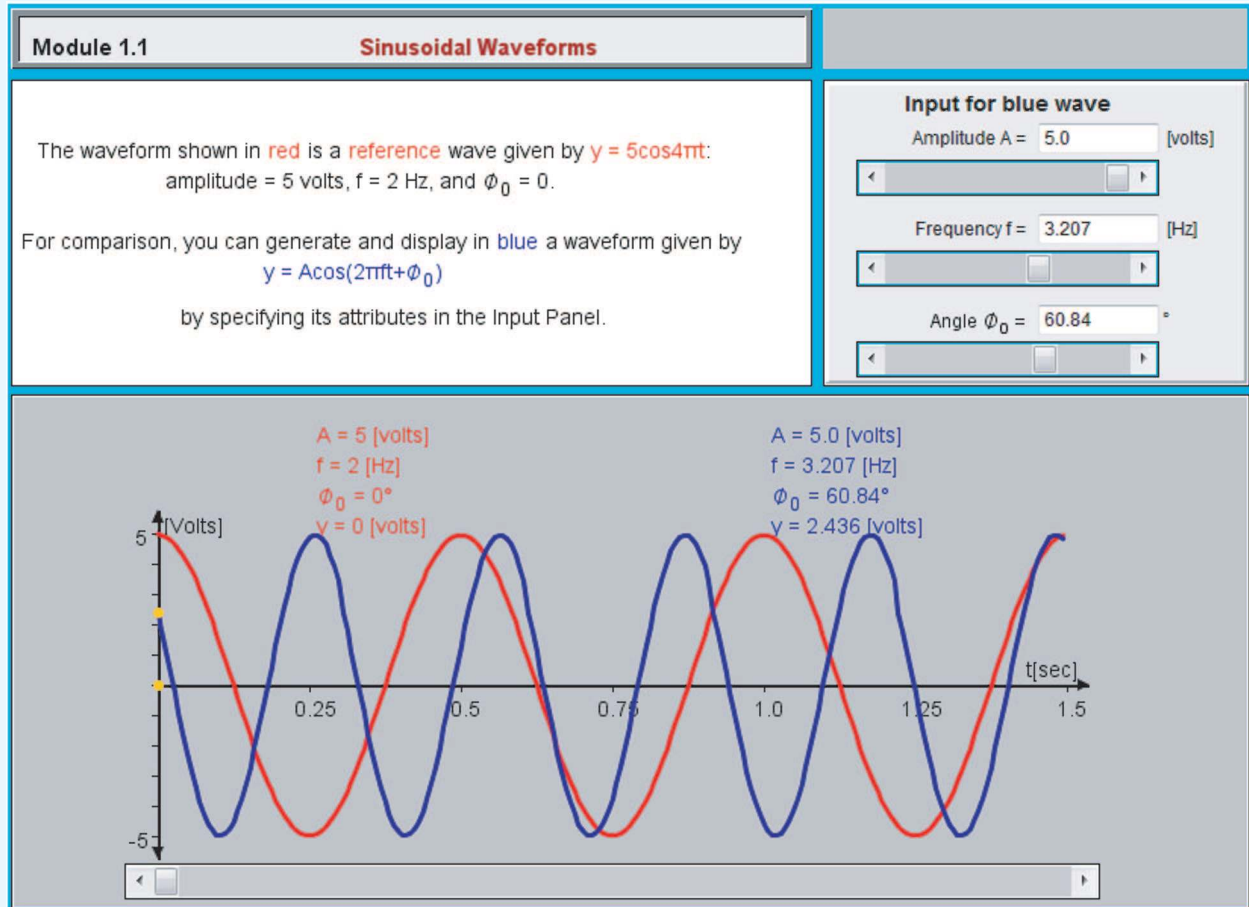 Module 1.1 Sinusoidal Waveforms
The waveform shown in red is a reference wave given by y = 5cos4πt:
amplitude = 5 volts, f = 2 Hz, and Φ₀ = 0.
For comparison, you can generate and display in blue a waveform given by
y = Acos(2πft+Φ₀)
by specifying its attributes in the Input Panel.
Input for blue wave
Amplitude A = 5.0 [volts]
Frequency f = 3.207 [Hz]
Angle Φ₀ = 60.84 °
A = 5 [volts]
f = 2 [Hz]
Φ₀ = 0°
y = 0 [volts]
A = 5.0 [volts]
f = 3.207 [Hz]
Φ₀ = 60.84°
y = 2.436 [volts]
[Volts]
5
t[sec]
0.25 0.5 0.75 1.0 1.25 1.5
-5